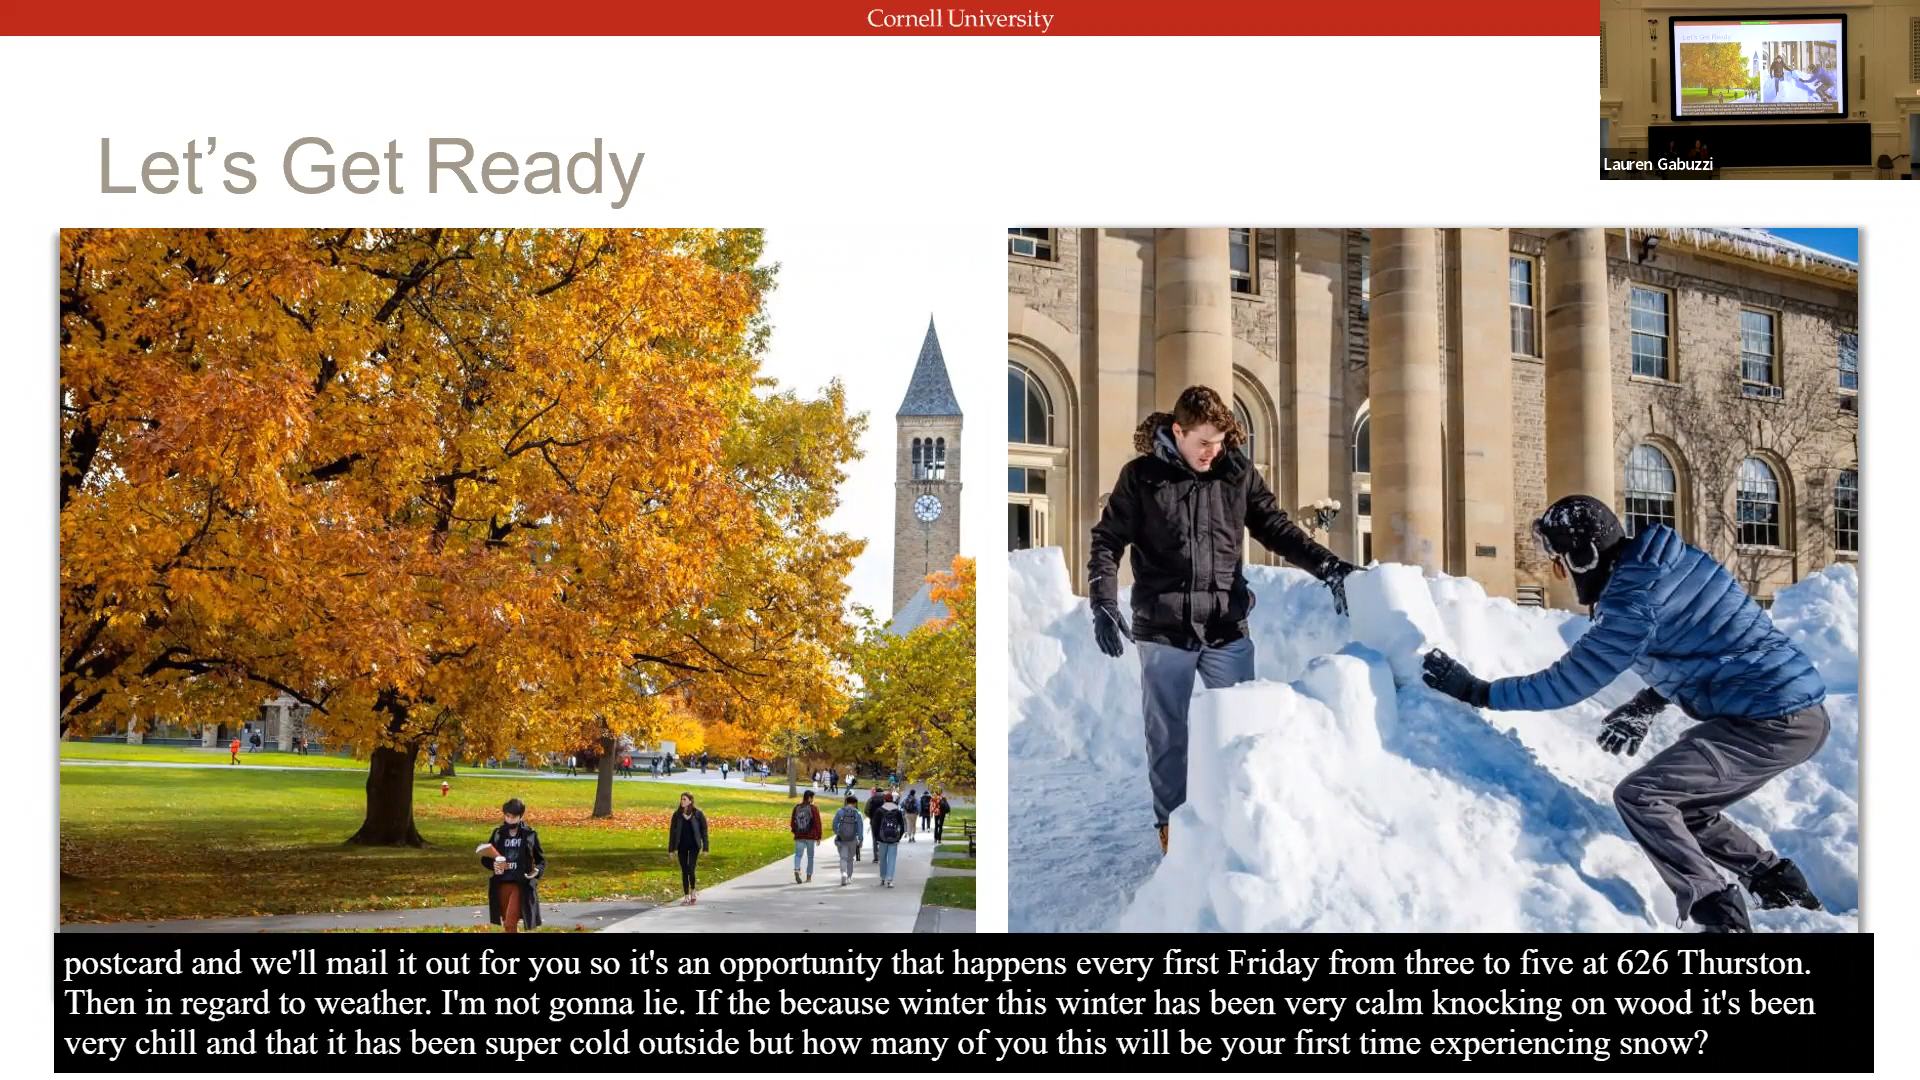 Cornell University
Let's Get Ready
Lauren Gabuzzi
postcard and we'll mail it out for you so it's an opportunity that happens every first Friday from three to five at 626 Thurston.
Then in regard to weather. I'm not gonna lie. If the because winter this winter has been very calm knocking on wood it's been
very chill and that it has been super cold outside but how many of you this will be your first time experiencing snow?